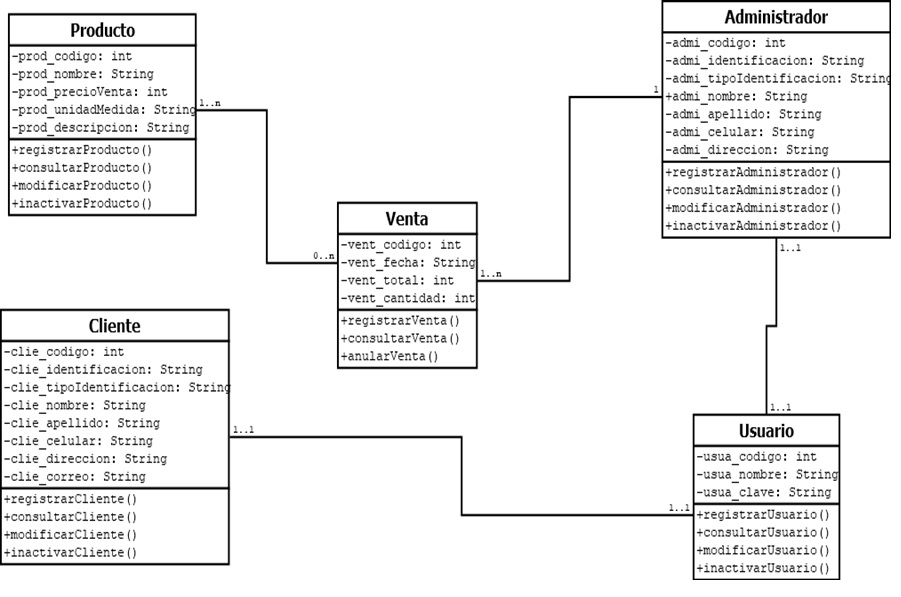 Producto
-prod_codigo: int
-prod_nombre: String
-prod_precioVenta: int
-prod_unidadMedida: String
-prod_descripcion: String
+registrarProducto()
+consultarProducto()
+modificarProducto()
+inactivarProducto()
1..n
0..n
Administrador
-admi_codigo: int
-admi_identificacion: String
-admi_tipoIdentificacion: String
+admi_nombre: String
-admi_apellido: String
-admi_celular: String
-admi_direccion: String
+registrarAdministrador()
+consultarAdministrador()
+modificarAdministrador()
+inactivarAdministrador()
1
1..1
Venta
-vent_codigo: int
-vent_fecha: String
-vent_total: int
-vent_cantidad: int
+registrarVenta()
+consultarVenta()
+anularVenta()
1..n
Cliente
-clie_codigo: int
-clie_identificacion: String
-clie_tipoIdentificacion: String
-clie_nombre: String
-clie_apellido: String
-clie_celular: String
-clie_direccion: String
-clie_correo: String
+registrarCliente()
+consultarCliente()
+modificarCliente()
+inactivarCliente()
1..1
1..1
1..1
Usuario
-usua_codigo: int
-usua_nombre: String
-usua_clave: String
+registrarUsuario()
+consultarUsuario()
+modificarUsuario()
+inactivarUsuario()